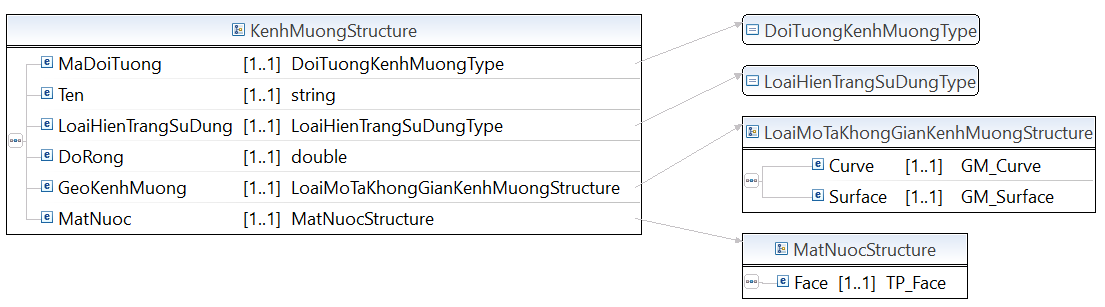 KenhMuongStructure
MaDoiTuong [1..1] DoiTuongKenhMuongType
Ten [1..1] string
LoaiHienTrangSuDung [1..1] LoaiHienTrangSuDungType
DoRong [1..1] double
GeoKenhMuong [1..1] LoaiMoTaKhongGianKenhMuongStructure
MatNuoc [1..1] MatNuocStructure
DoiTuongKenhMuongType
LoaiHienTrangSuDungType
LoaiMoTaKhongGianKenhMuongStructure
Curve [1..1] GM_Curve
Surface [1..1] GM_Surface
MatNuocStructure
Face [1..1] TP_Face